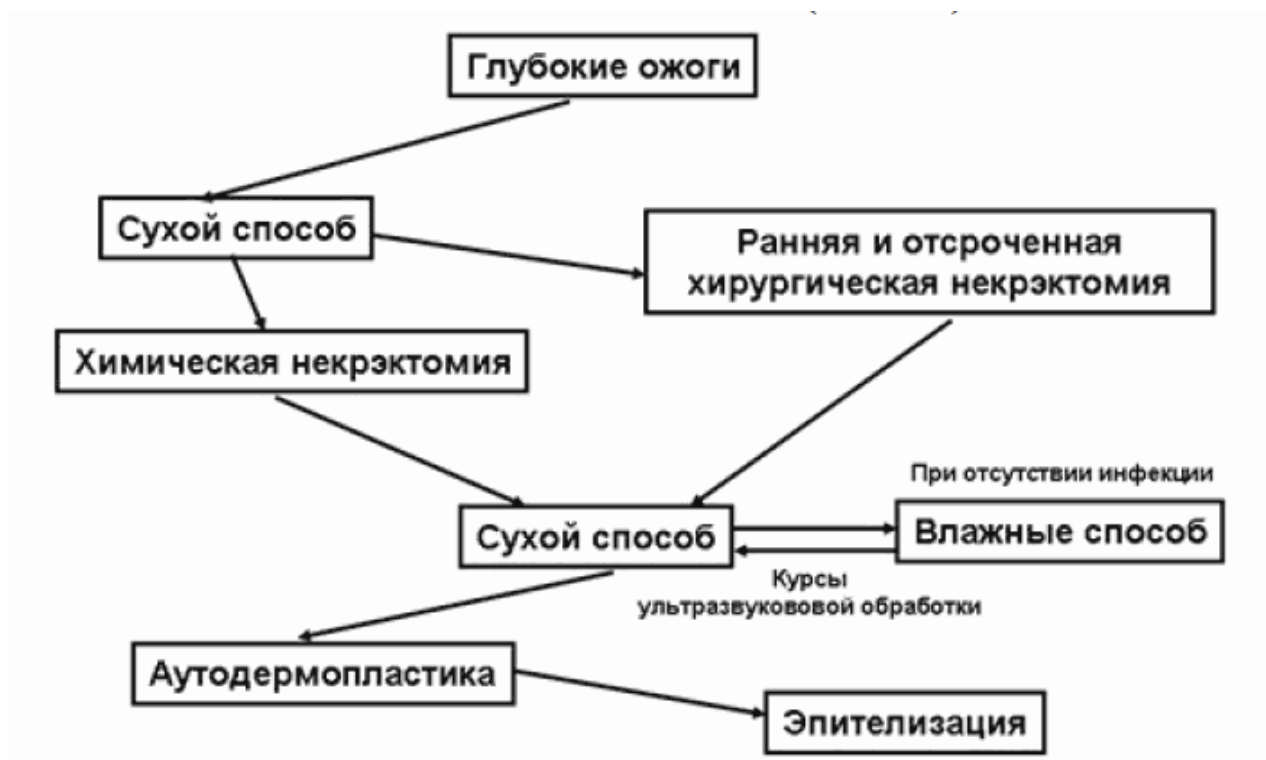 Глубокие ожоги
Сухой способ
Ранняя и отсроченная
хирургическая некрэктомия
Химическая некрэктомия
При отсутствии инфекции
Сухой способ
Влажные способ
Курсы
ультразвукововой обработки
Аутодермопластика
Эпителизация